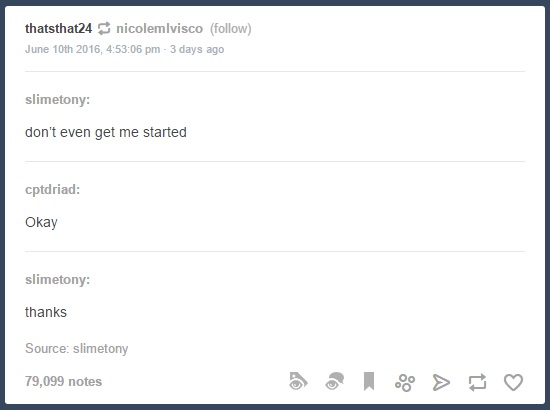 thatsthat24 nicolemlvisco (follow)
June 10th 2016, 4:53:06 pm · 3 days ago
slimetony:
don’t even get me started
cptdriad:
Okay
slimetony:
thanks
Source: slimetony
79,099 notes